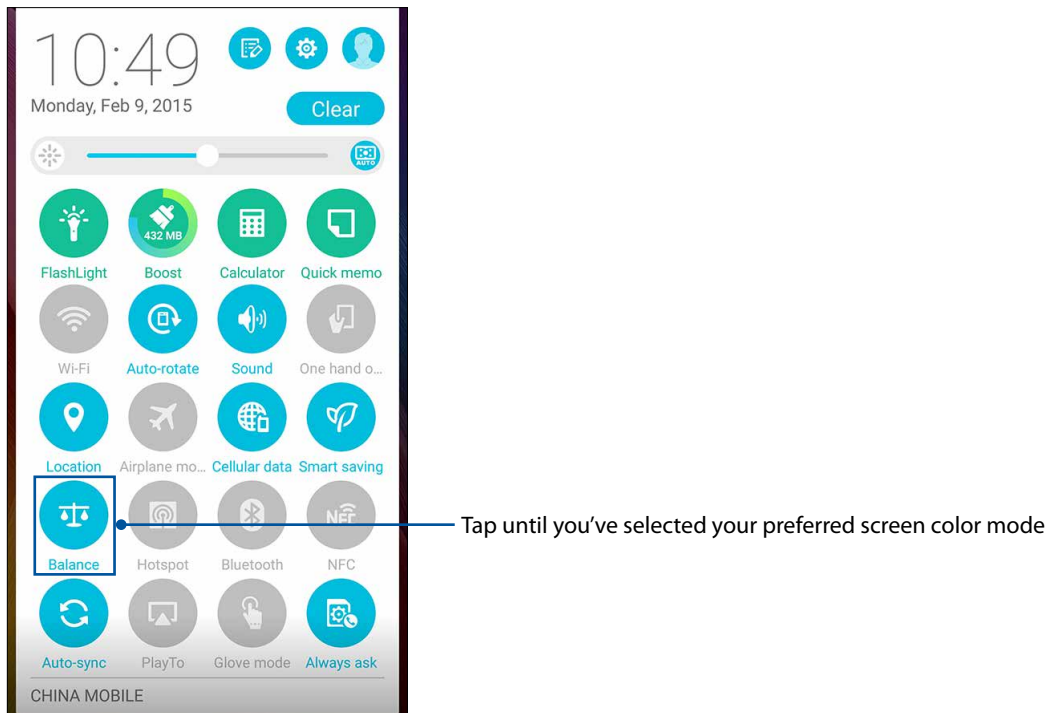 10:49
Monday, Feb 9, 2015
Clear
AUTO
432 MB
FlashLight Boost Calculator Quick memo
Wi-Fi Auto-rotate Sound One hand o...
Location Airplane mo... Cellular data Smart saving
NFC
Tap until you’ve selected your preferred screen color mode
Balance Hotspot Bluetooth NFC
Auto-sync PlayTo Glove mode Always ask
CHINA MOBILE